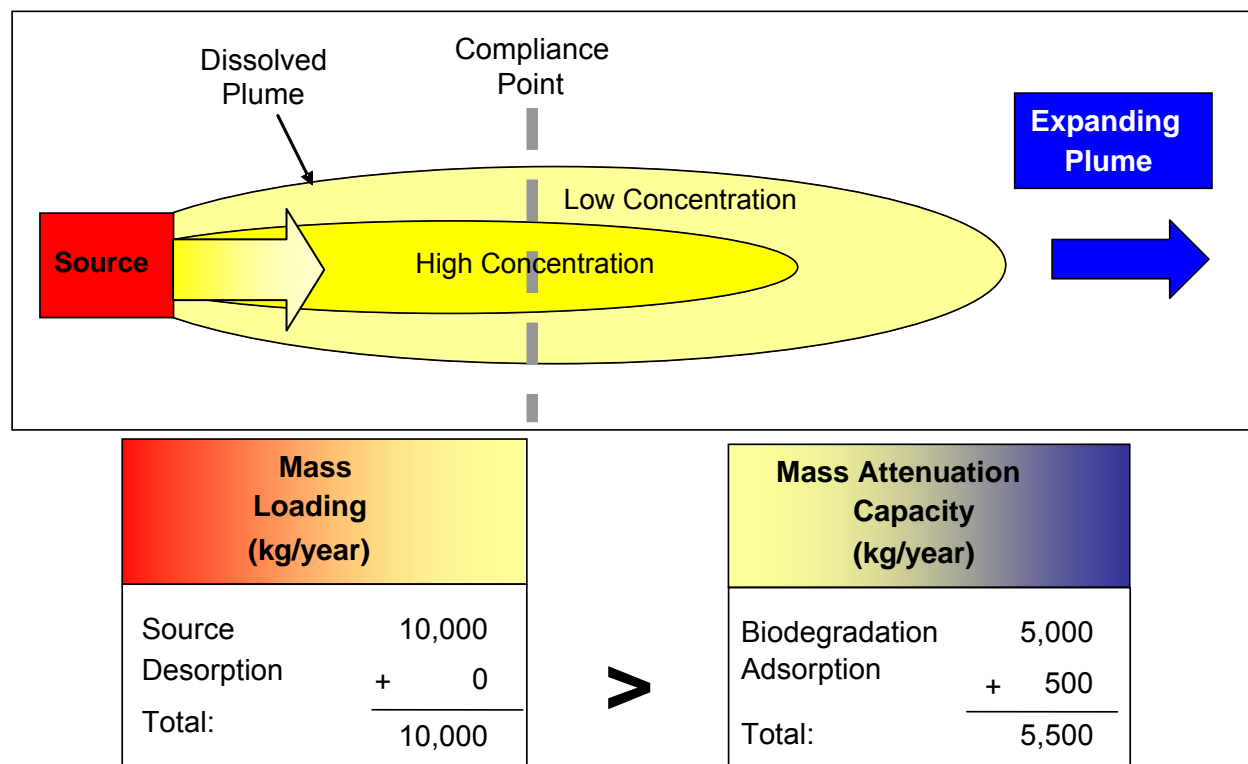 Dissolved
Plume
Compliance
Point
Expanding
Plume
Low Concentration
Source
High Concentration
Mass
Loading
(kg/year)
Source 10,000
Desorption + 0
Total: 10,000
>
Mass Attenuation
Capacity
(kg/year)
Biodegradation 5,000
Adsorption + 500
Total: 5,500